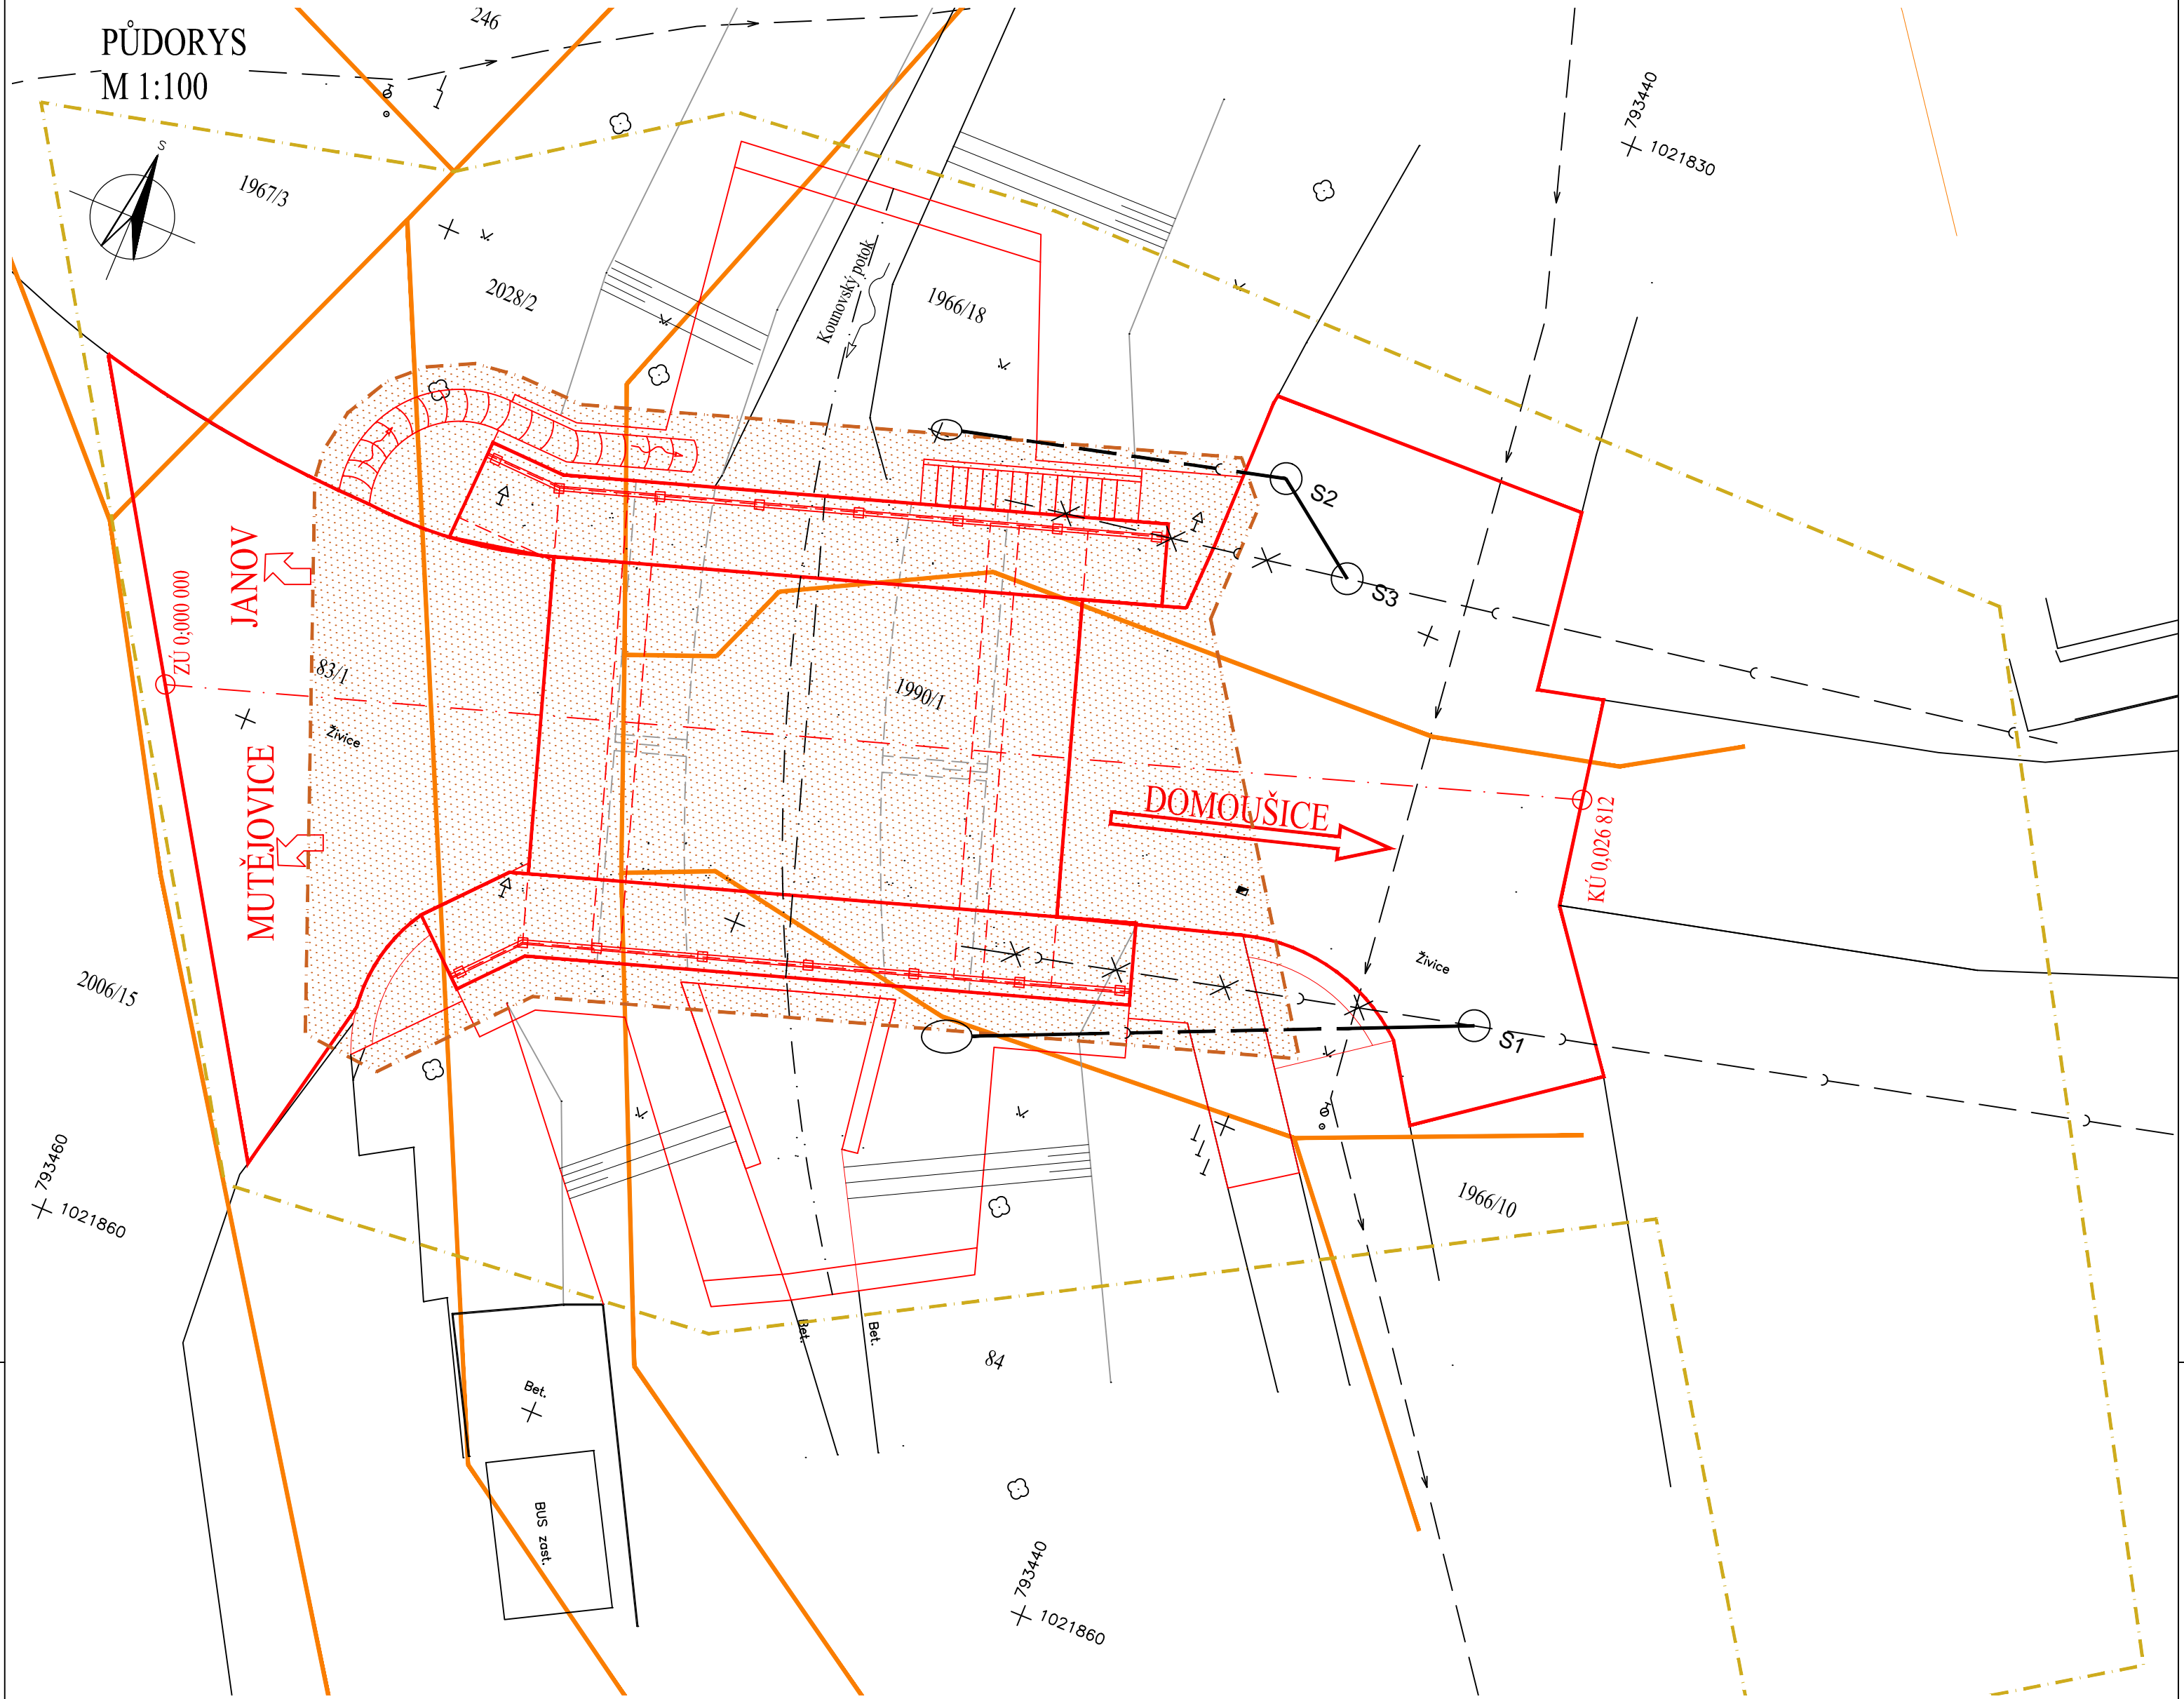 PŮDORYS
M 1:100
246
S
1967/3
793440
1021830
2028/2
Kounovský potok
1966/18
S2
S3
JANOV
ZÚ 0;000 000
83/1
Živice
1990/1
MUTĚJOVICE
DOMOUŠICE
KÚ 0,026 812
Živice
2006/15
S1
793460
1021860
1966/10
Bet.
Bet.
84
Bet.
BUS zast.
793440
1021860